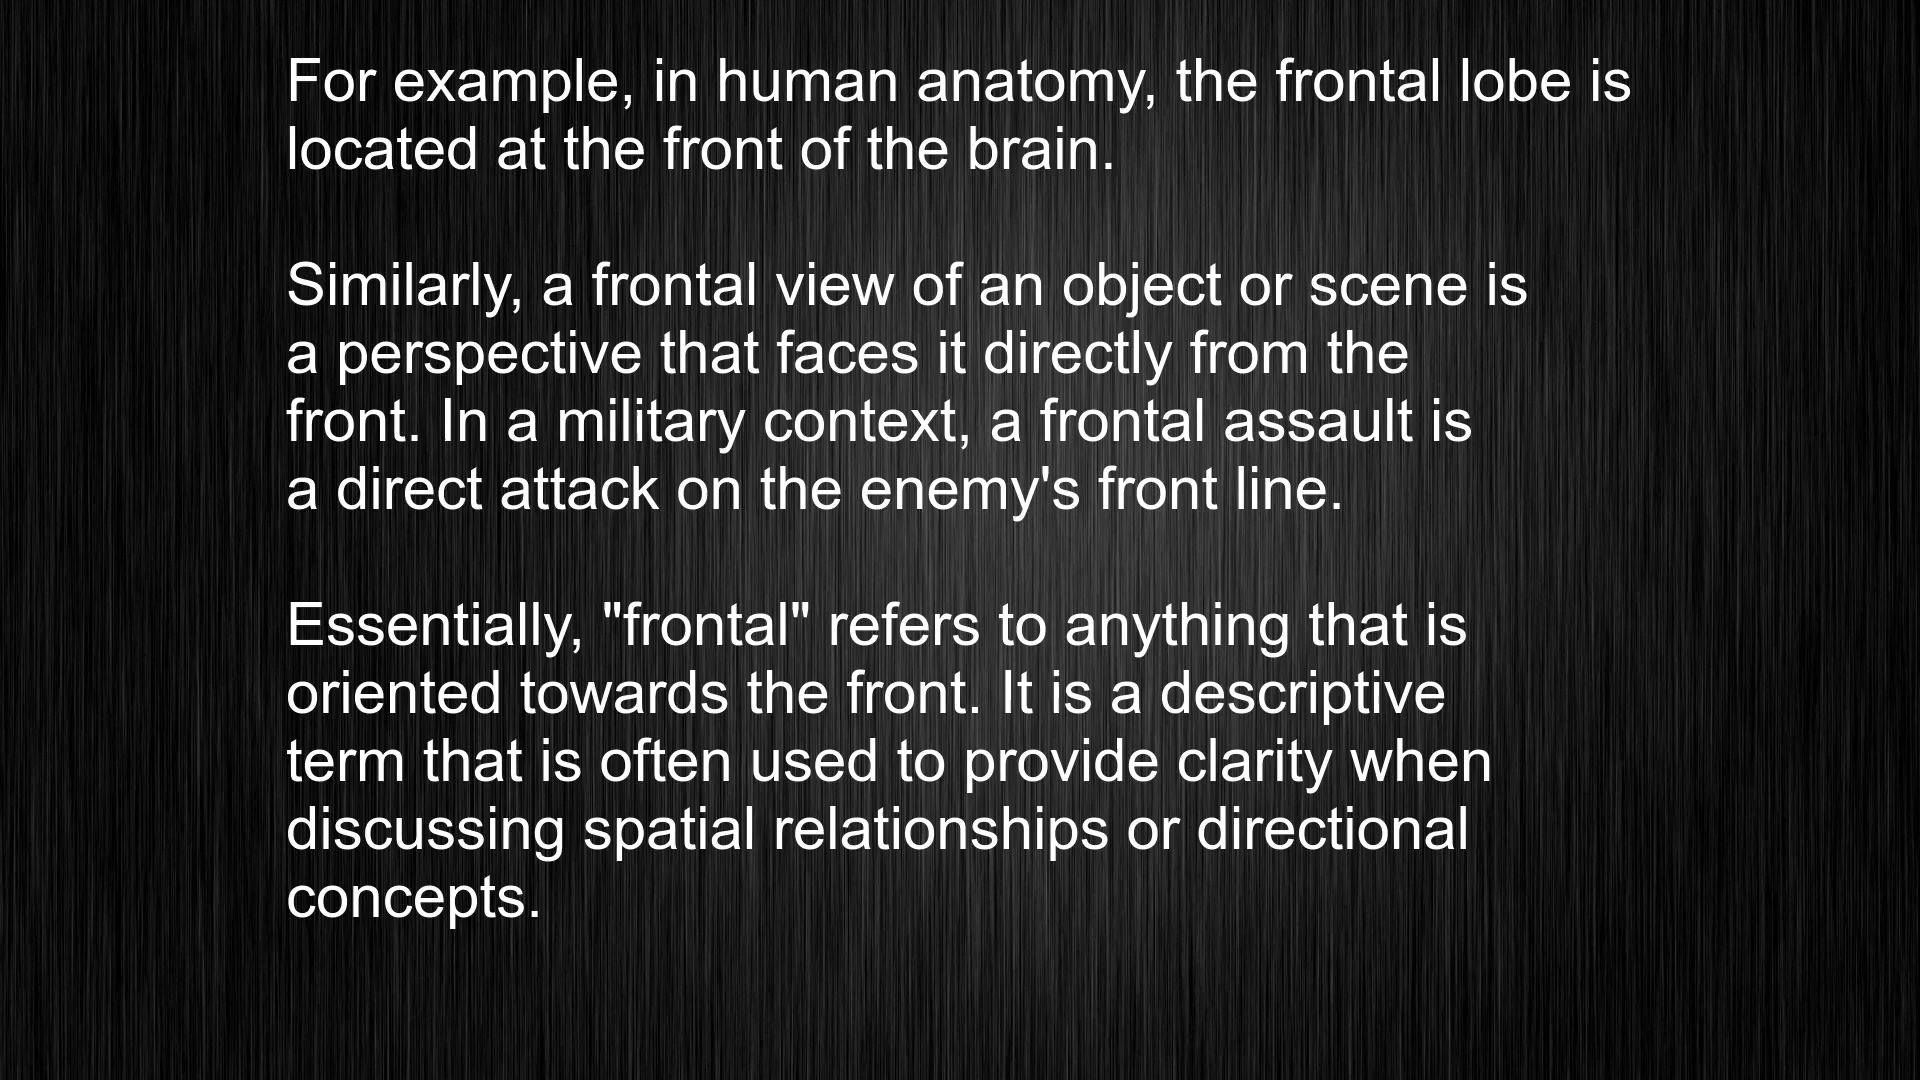 For example, in human anatomy, the frontal lobe is
located at the front of the brain.
Similarly, a frontal view of an object or scene is
a perspective that faces it directly from the
front. In a military context, a frontal assault is
a direct attack on the enemy's front line.
Essentially, "frontal" refers to anything that is
oriented towards the front. It is a descriptive
term that is often used to provide clarity when
discussing spatial relationships or directional
concepts.